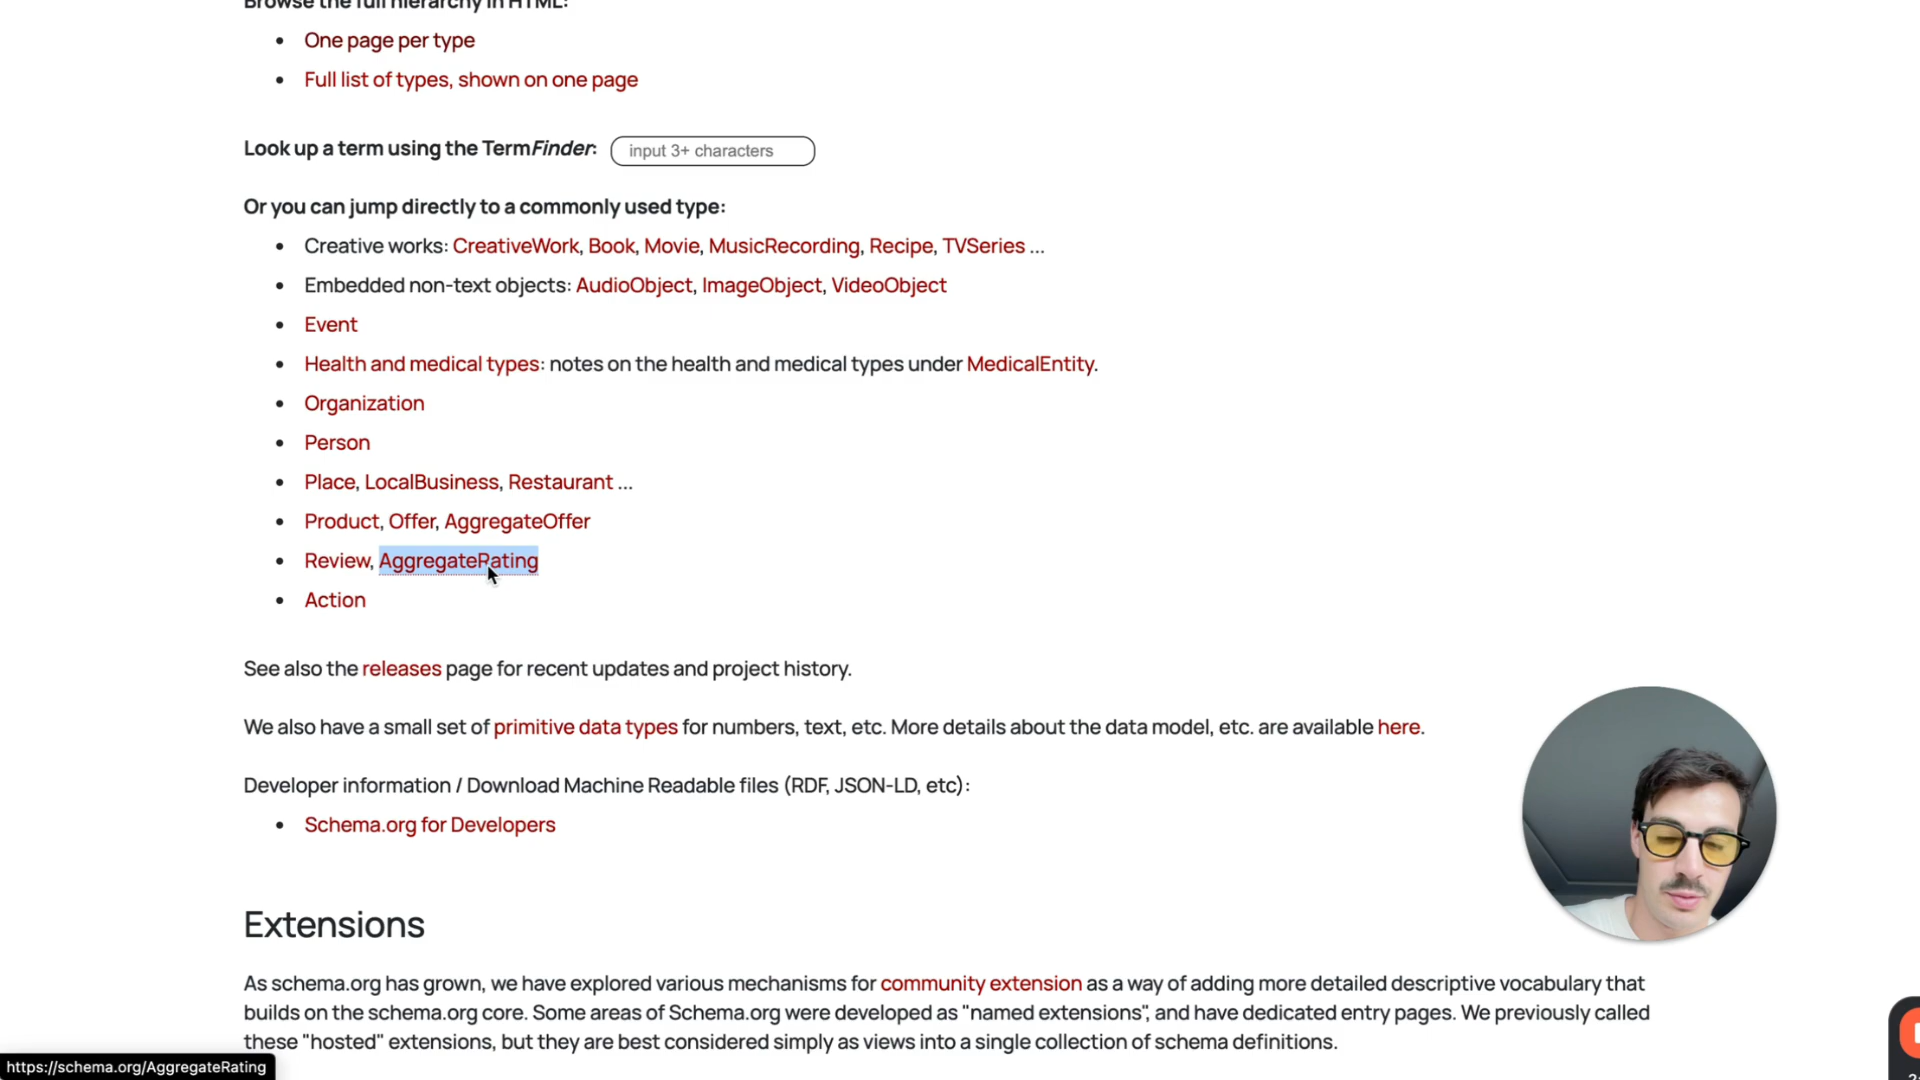 Browse the full hierarchy in HTML:
One page per type
Full list of types, shown on one page
Look up a term using the TermFinder: input 3+ characters
Or you can jump directly to a commonly used type:
Creative works: CreativeWork, Book, Movie, MusicRecording, Recipe, TVSeries ...
Embedded non-text objects: AudioObject, ImageObject, VideoObject
Event
Health and medical types: notes on the health and medical types under MedicalEntity.
Organization
Person
Place, LocalBusiness, Restaurant ...
Product, Offer, AggregateOffer
Review, AggregateRating
Action
See also the releases page for recent updates and project history.
We also have a small set of primitive data types for numbers, text, etc. More details about the data model, etc. are available here.
Developer information / Download Machine Readable files (RDF, JSON-LD, etc):
Schema.org for Developers
Extensions
As schema.org has grown, we have explored various mechanisms for community extension as a way of adding more detailed descriptive vocabulary that
builds on the schema.org core. Some areas of Schema.org were developed as "named extensions", and have dedicated entry pages. We previously called
these "hosted" extensions, but they are best considered simply as views into a single collection of schema definitions.
https://schema.org/AggregateRating